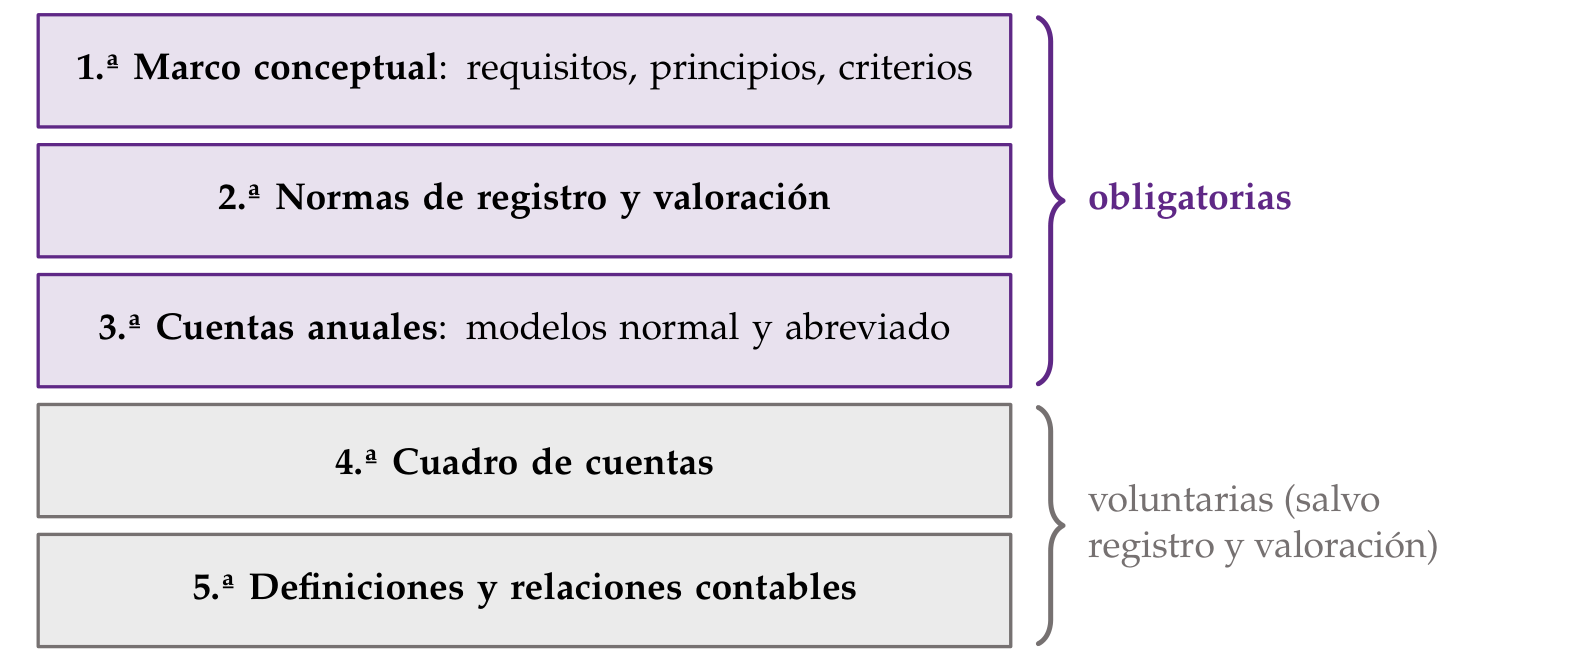 1.ª Marco conceptual: requisitos, principios, criterios
2.ª Normas de registro y valoración
3.ª Cuentas anuales: modelos normal y abreviado
obligatorias
4.ª Cuadro de cuentas
5.ª Definiciones y relaciones contables
voluntarias (salvo
registro y valoración)